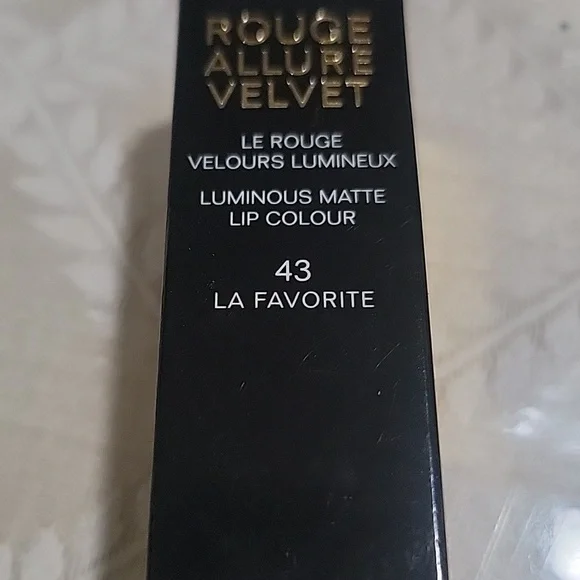 ROUGE
ALLURE
VELVET
LE ROUGE
VELOURS LUMINEUX
LUMINOUS MATTE
LIP COLOUR
43
LA FAVORITE